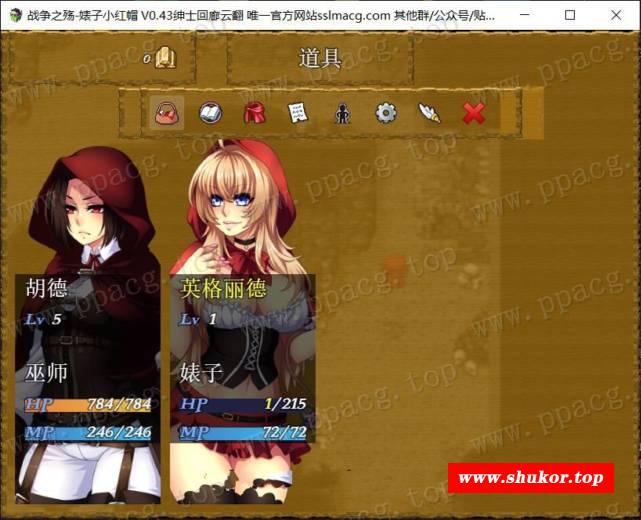 战争之殇-婊子小红帽 V0.43绅士回廊云翻 唯一官方网站sslmacg.com 其他群/公众号/贴...
0
道具
胡德
Lv 5
巫师
HP 784/784
MP 246/246
英格丽德
Lv 1
婊子
HP 1/215
MP 72/72
www.ppacg.top
www.shukor.top